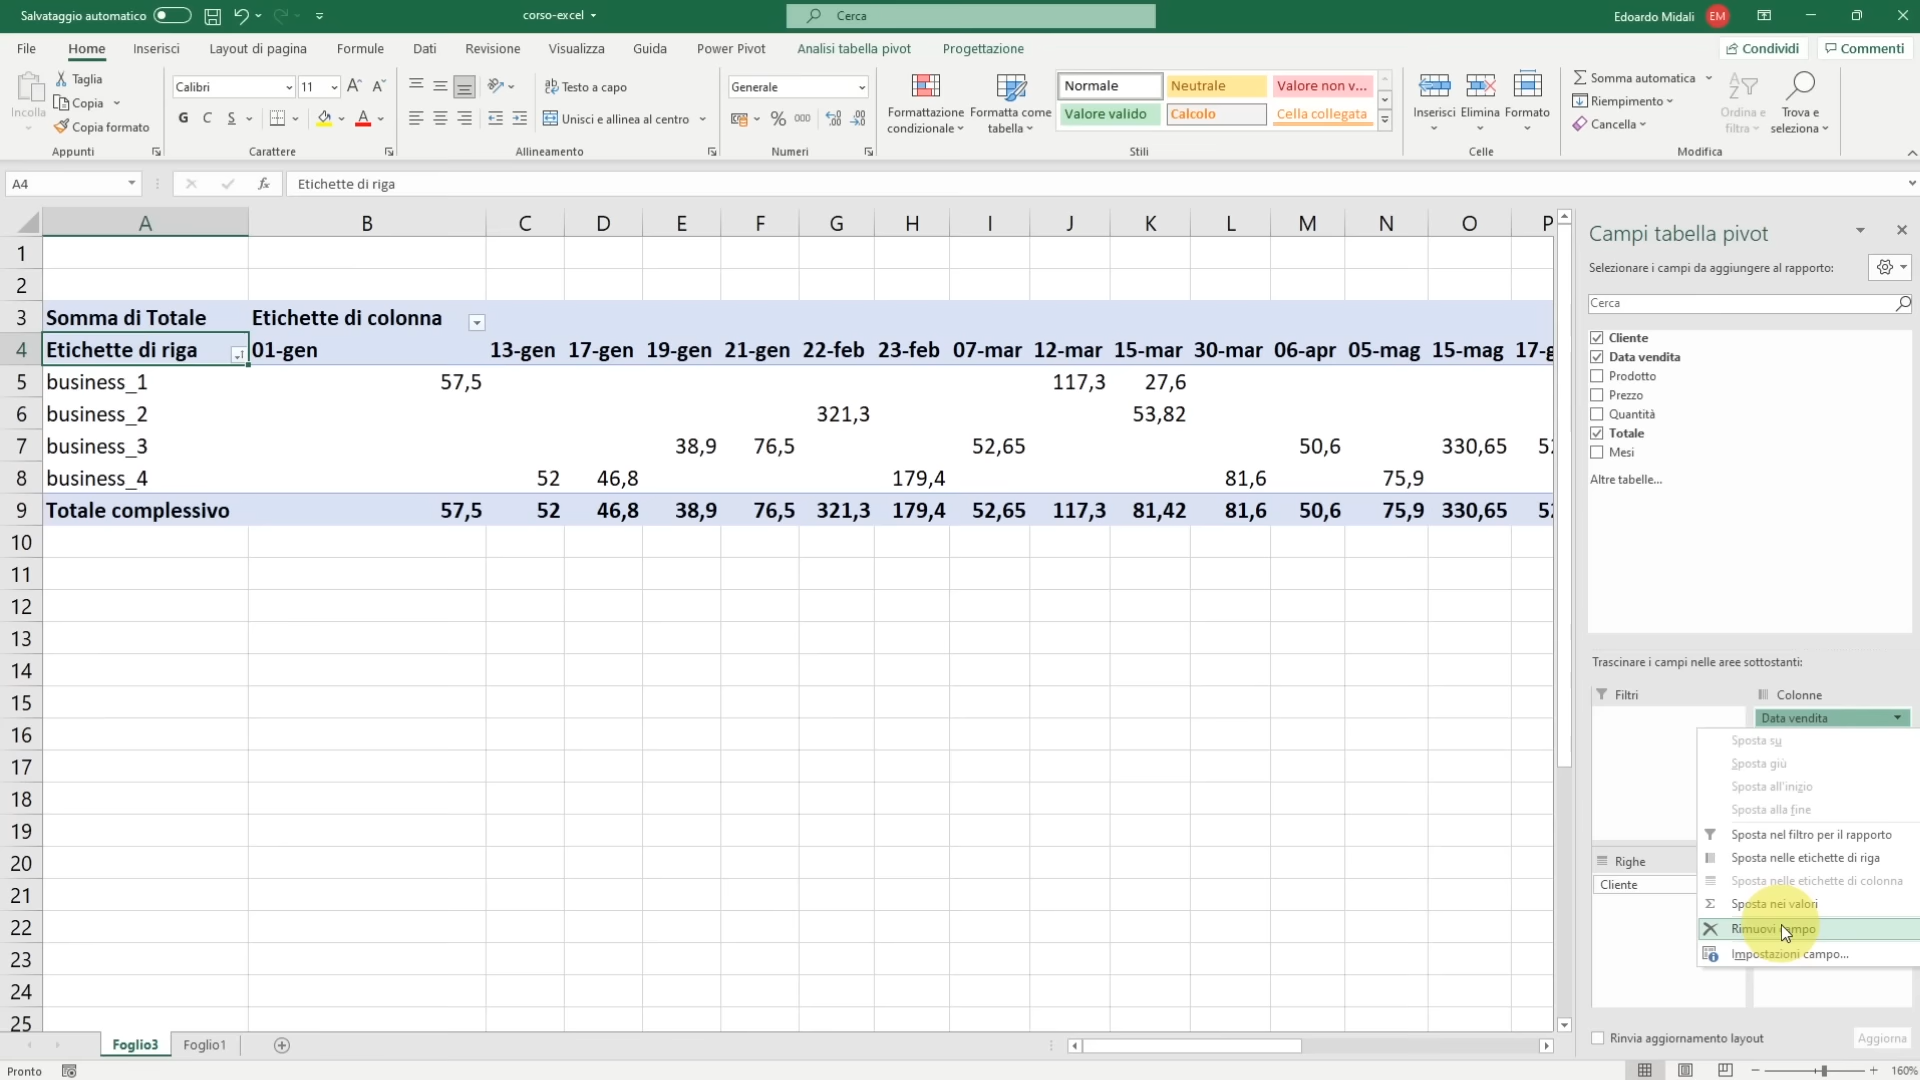 Salvataggio automatico
corso-excel
Cerca
Edoardo Midali
EM
File Home Inserisci Layout di pagina Formule Dati Revisione Visualizza Guida Power Pivot Analisi tabella pivot Progettazione
Condividi
Commenti
Incolla
Taglia
Copia
Copia formato
Appunti
Calibri
11
G C S
Carattere
Testo a capo
Unisci e allinea al centro
Allineamento
Generale
% 000
Numeri
Formattazione condizionale
Formatta come tabella
Normale
Neutrale
Valore non v...
Valore valido
Calcolo
Cella collegata
Stili
Inserisci
Elimina
Formato
Celle
Somma automatica
Riempimento
Cancella
Ordina e filtra
Trova e seleziona
Modifica
A4
fx
Etichette di riga
A B C D E F G H I J K L M N O P
1
2
3 Somma di Totale Etichette di colonna
4 Etichette di riga 01-gen 13-gen 17-gen 19-gen 21-gen 22-feb 23-feb 07-mar 12-mar 15-mar 30-mar 06-apr 05-mag 15-mag 17-g
5 business_1 57,5 117,3 27,6
6 business_2 321,3 53,82
7 business_3 38,9 76,5 52,65 50,6 330,65 52
8 business_4 52 46,8 179,4 81,6 75,9
9 Totale complessivo 57,5 52 46,8 38,9 76,5 321,3 179,4 52,65 117,3 81,42 81,6 50,6 75,9 330,65 52
10
11
12
13
14
15
16
17
18
19
20
21
22
23
24
25
Campi tabella pivot
Selezionare i campi da aggiungere al rapporto:
Cerca
Cliente
Data vendita
Prodotto
Prezzo
Quantità
Totale
Mesi
Altre tabelle...
Trascinare i campi nelle aree sottostanti:
Filtri
Colonne
Data vendita
Sposta su
Sposta giù
Sposta all'inizio
Sposta alla fine
Sposta nel filtro per il rapporto
Sposta nelle etichette di riga
Sposta nelle etichette di colonna
Sposta nei valori
Rimuovi campo
Impostazioni campo...
Righe
Cliente
Rinvia aggiornamento layout
Aggiorna
Foglio3
Foglio1
Pronto
160%